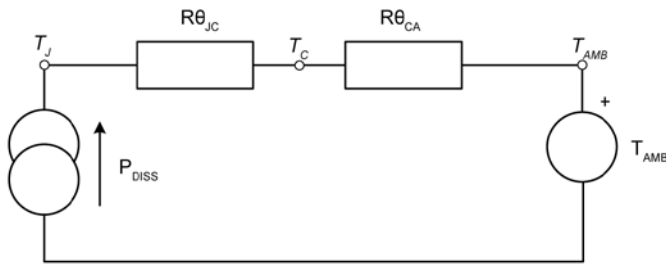 RθJC
RθCA
TJ
TC
TAMB
+
PDISS
TAMB